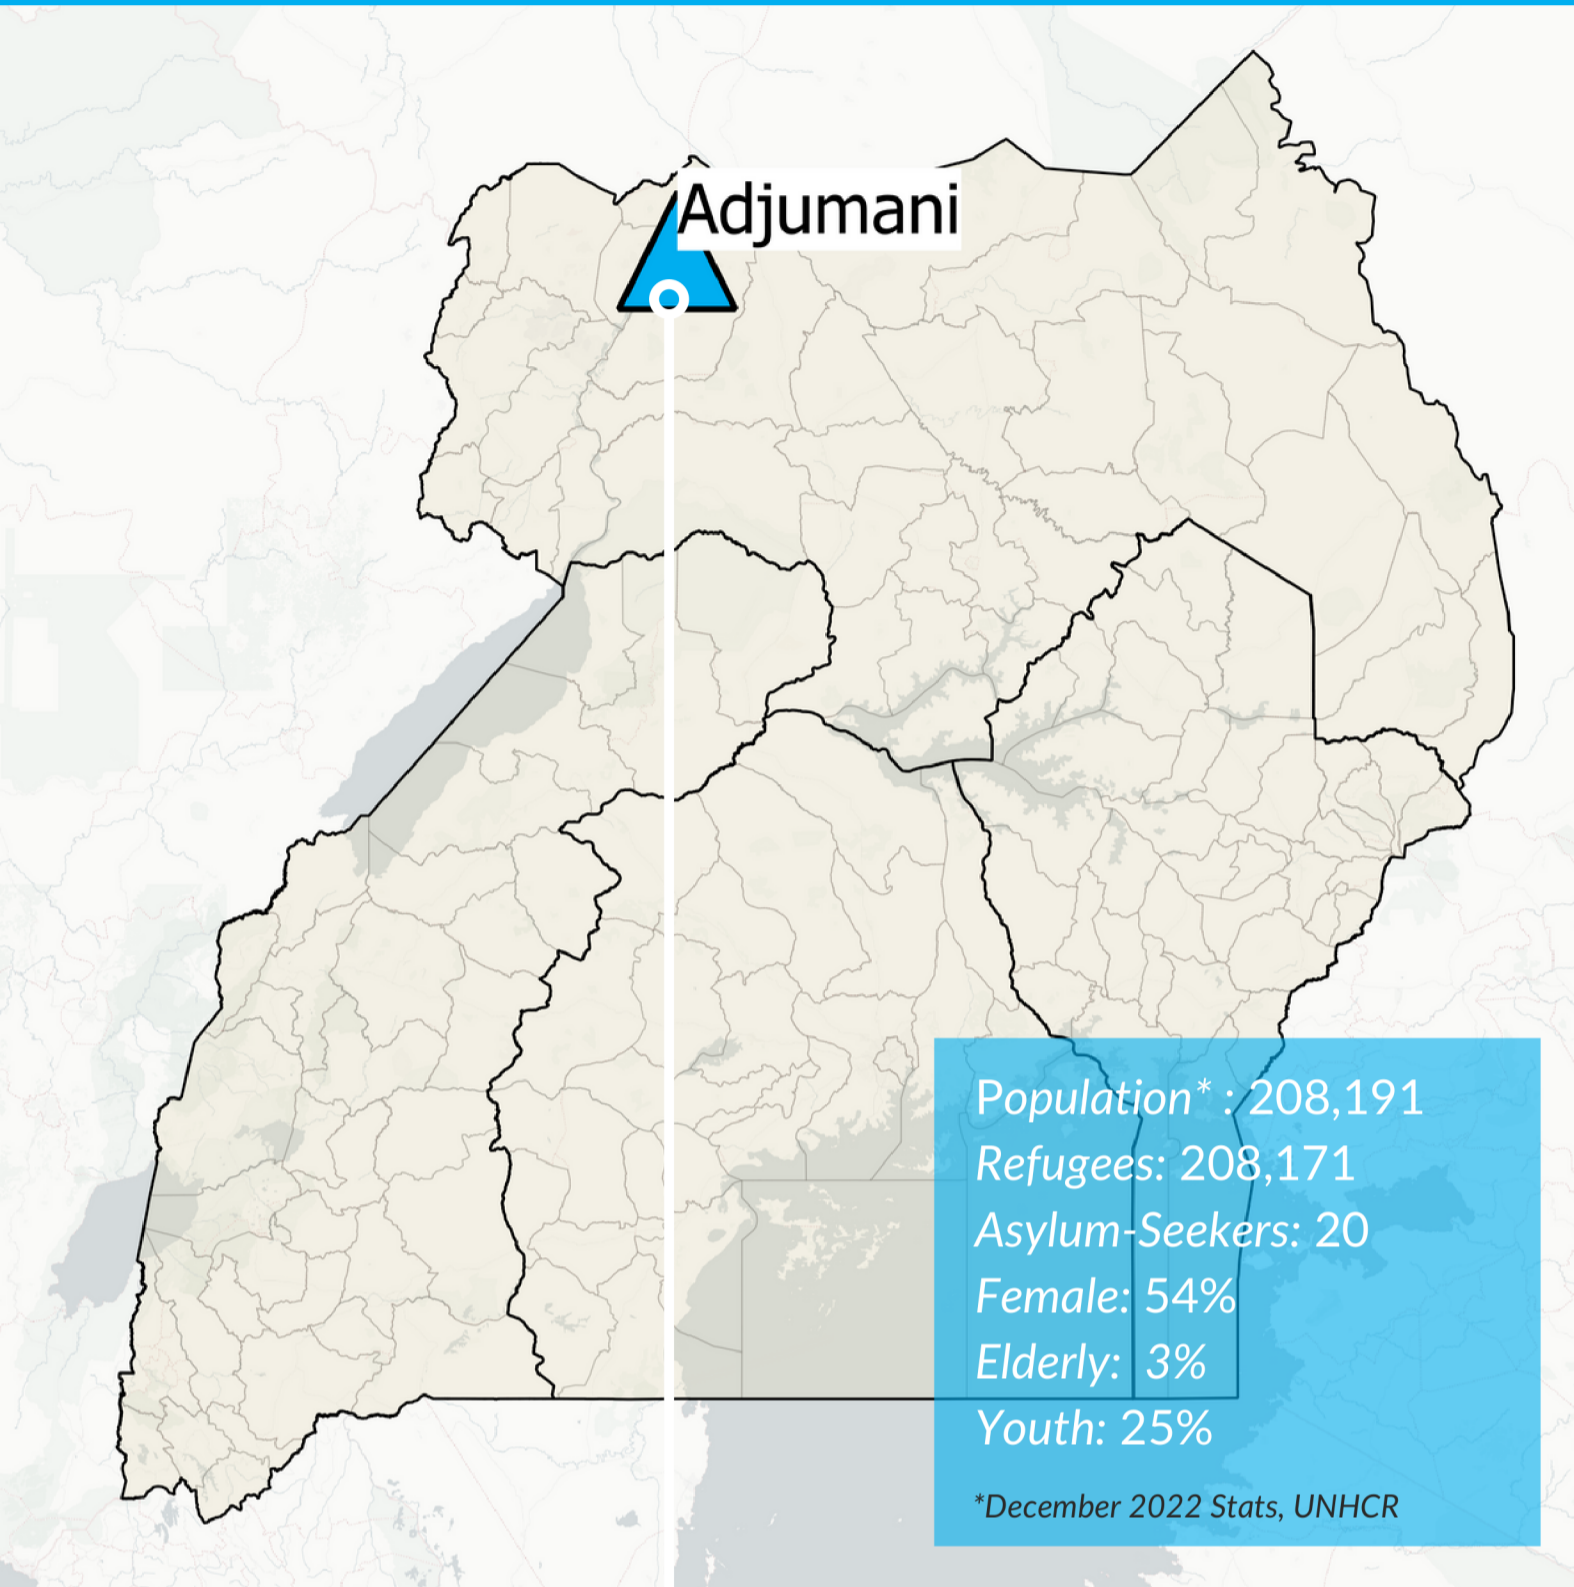 Adjumani
Population* : 208,191
Refugees: 208,171
Asylum-Seekers: 20
Female: 54%
Elderly: 3%
Youth: 25%
*December 2022 Stats, UNHCR